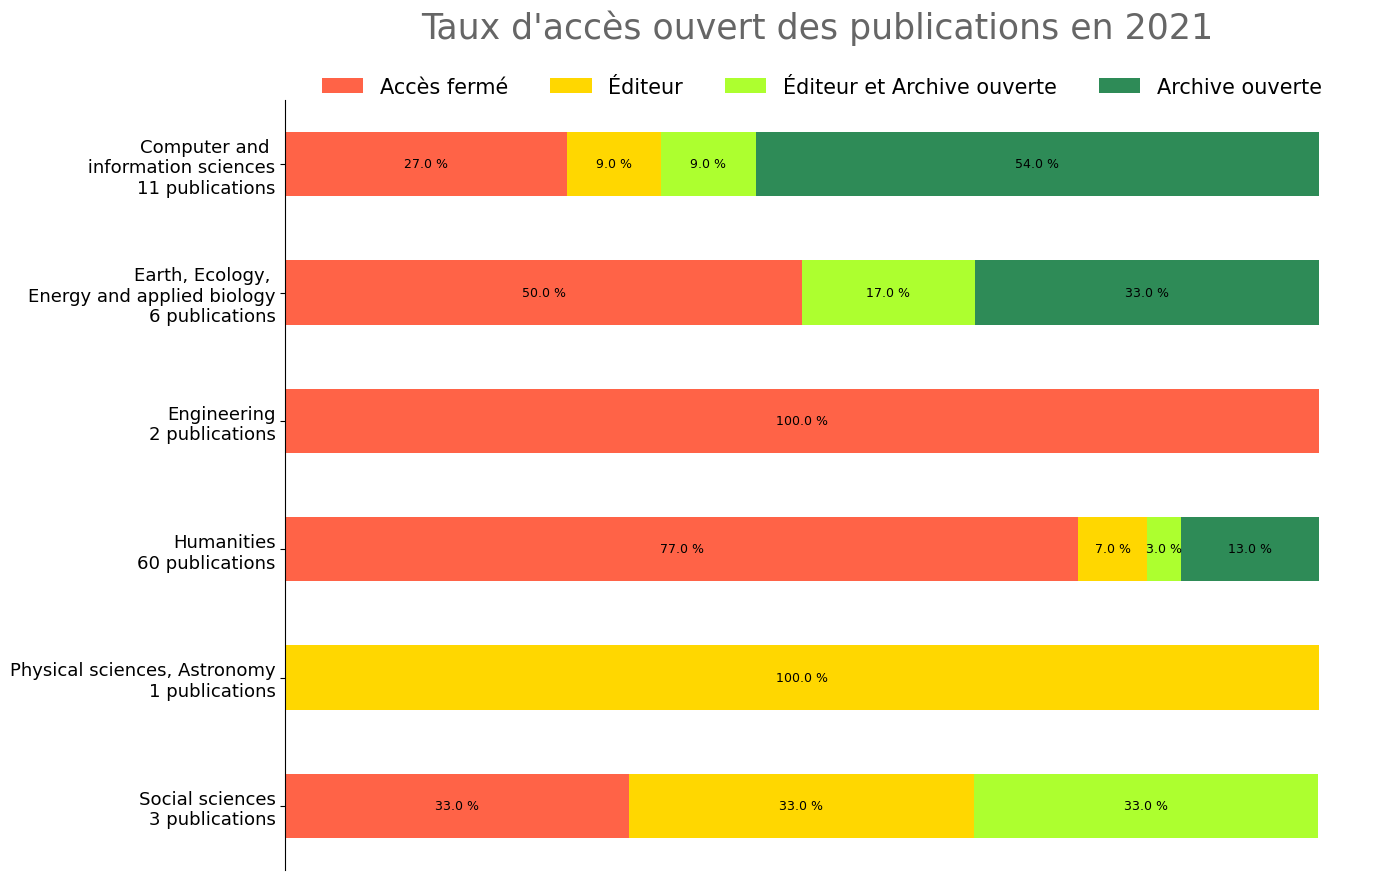 Taux d'accès ouvert des publications en 2021
Accès fermé
Éditeur
Éditeur et Archive ouverte
Archive ouverte
Computer and
information sciences
11 publications
27.0 %
9.0 %
9.0 %
54.0 %
Earth, Ecology,
Energy and applied biology
6 publications
50.0 %
17.0 %
33.0 %
Engineering
2 publications
100.0 %
Humanities
60 publications
77.0 %
7.0 %
3.0 %
13.0 %
Physical sciences, Astronomy
1 publications
100.0 %
Social sciences
3 publications
33.0 %
33.0 %
33.0 %